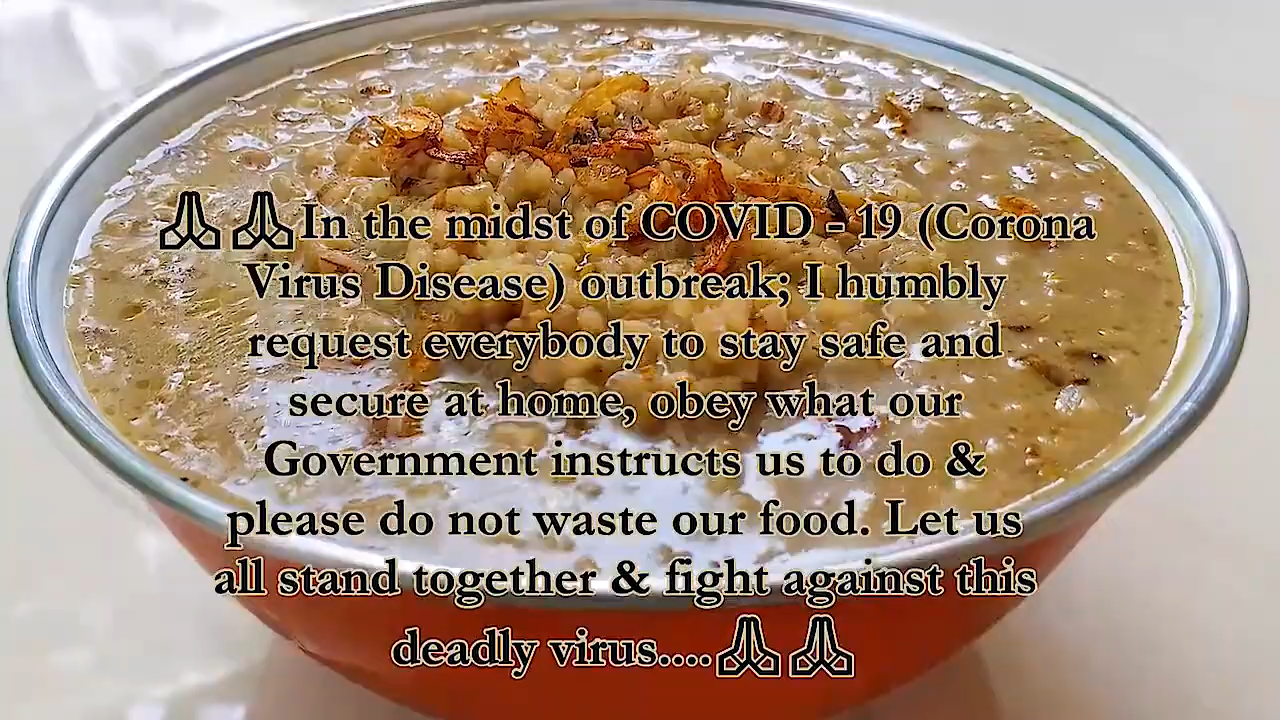 🙏🙏In the midst of COVID - 19 (Corona
Virus Disease) outbreak; I humbly
request everybody to stay safe and
secure at home, obey what our
Government instructs us to do &
please do not waste our food. Let us
all stand together & fight against this
deadly virus....🙏🙏